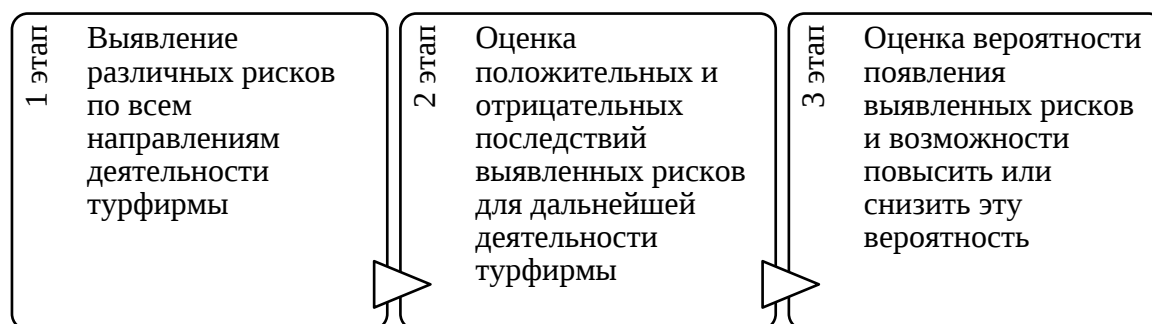 1 этап
Выявление
различных рисков
по всем
направлениям
деятельности
турфирмы
2 этап
Оценка
положительных и
отрицательных
последствий
выявленных рисков
для дальнейшей
деятельности
турфирмы
3 этап
Оценка вероятности
появления
выявленных рисков
и возможности
повысить или
снизить эту
вероятность